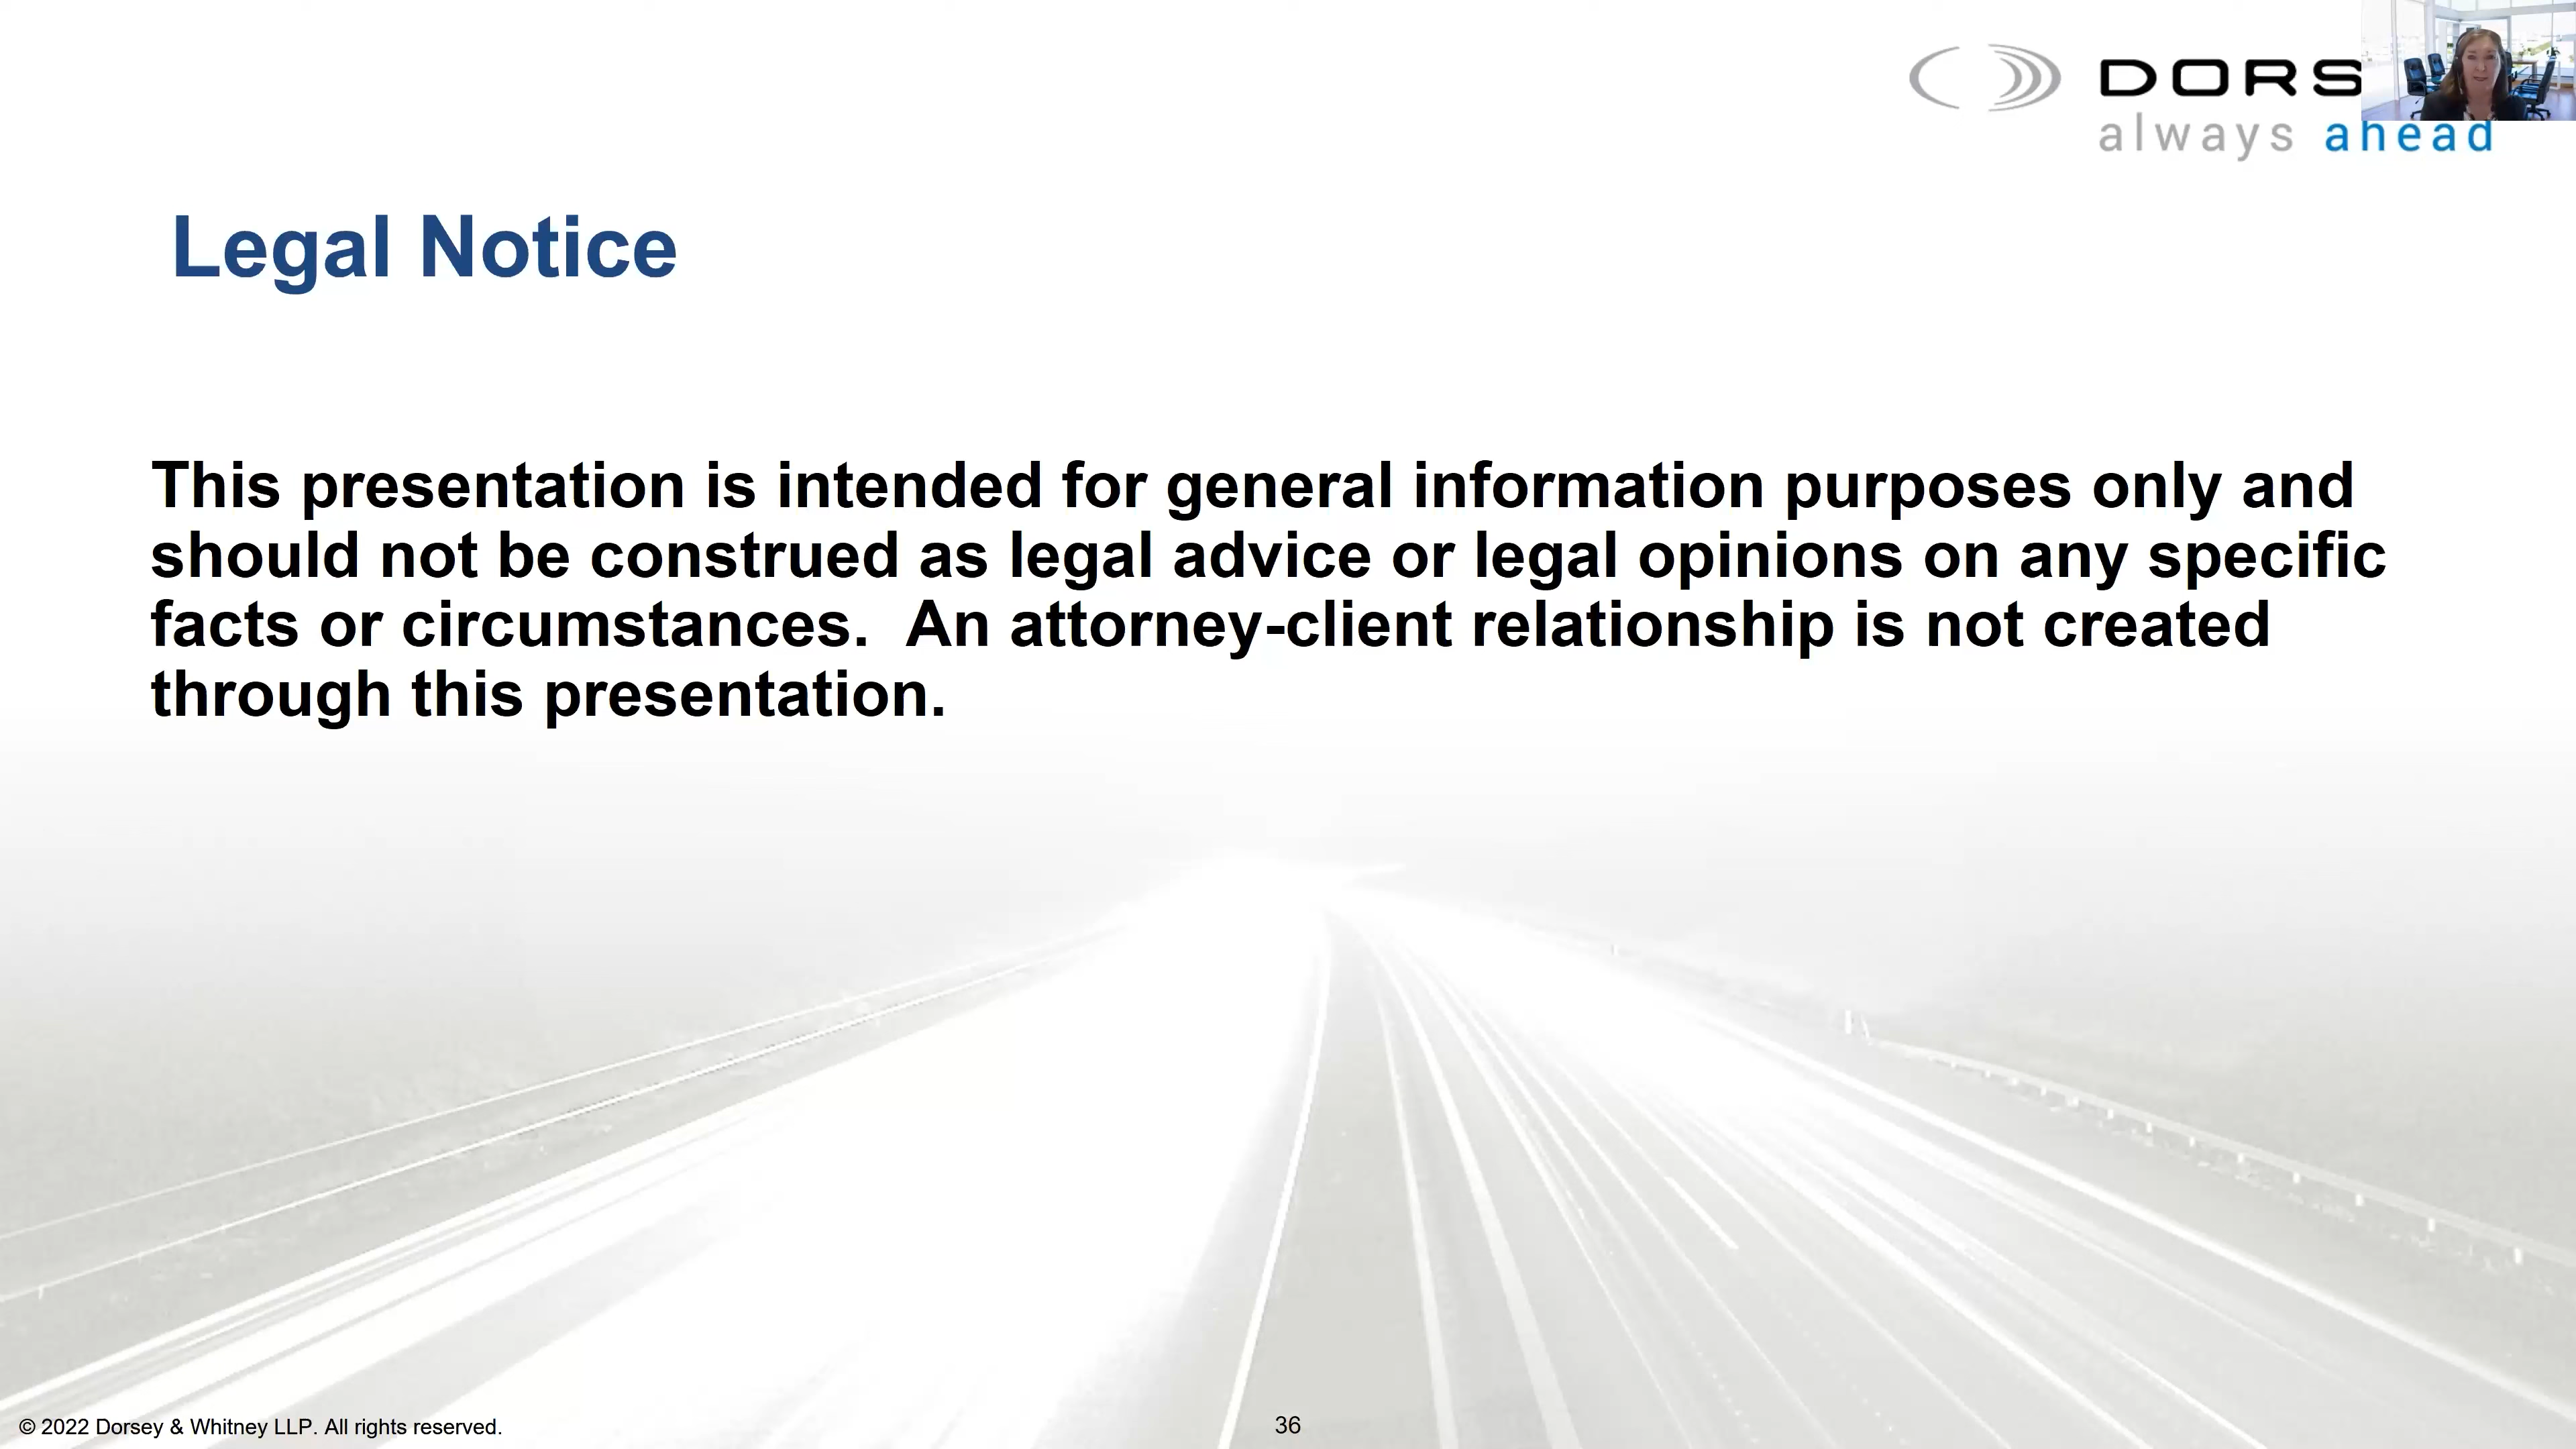 DORS
always ahead
Legal Notice
This presentation is intended for general information purposes only and
should not be construed as legal advice or legal opinions on any specific
facts or circumstances.  An attorney-client relationship is not created
through this presentation.
© 2022 Dorsey & Whitney LLP. All rights reserved.
36